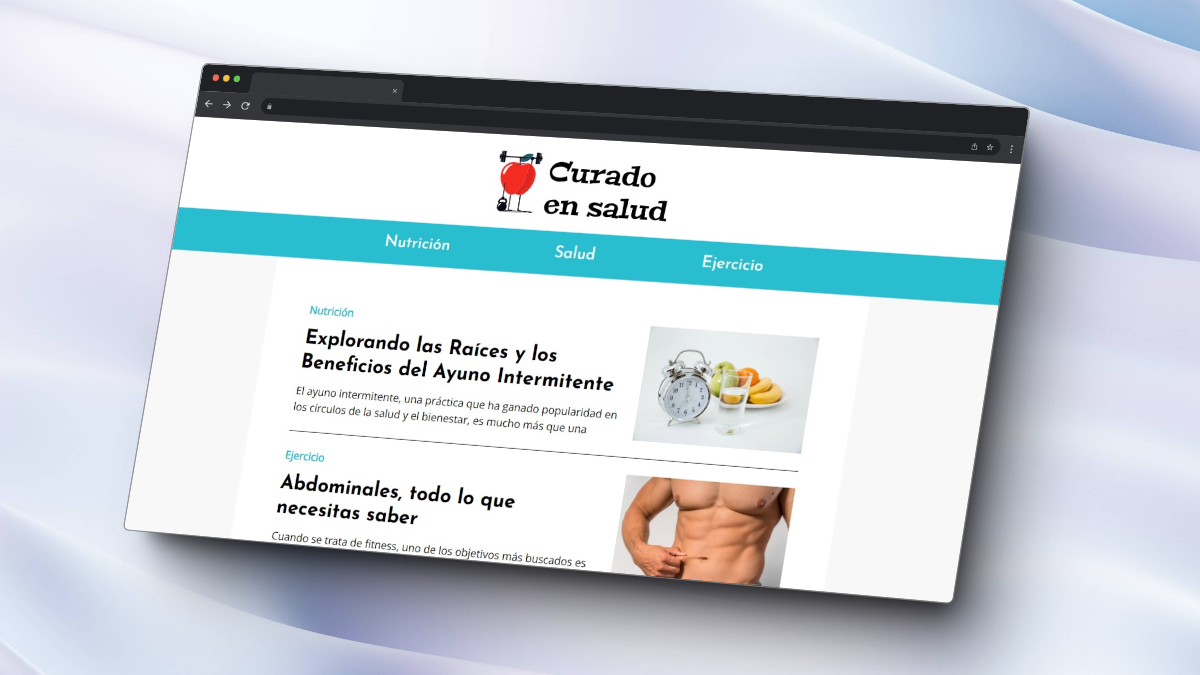 Curado
en salud
Nutrición
Salud
Ejercicio
Nutrición
Explorando las Raíces y los
Beneficios del Ayuno Intermitente
El ayuno intermitente, una práctica que ha ganado popularidad en
los círculos de la salud y el bienestar, es mucho más que una
Ejercicio
Abdominales, todo lo que
necesitas saber
Cuando se trata de fitness, uno de los objetivos más buscados es